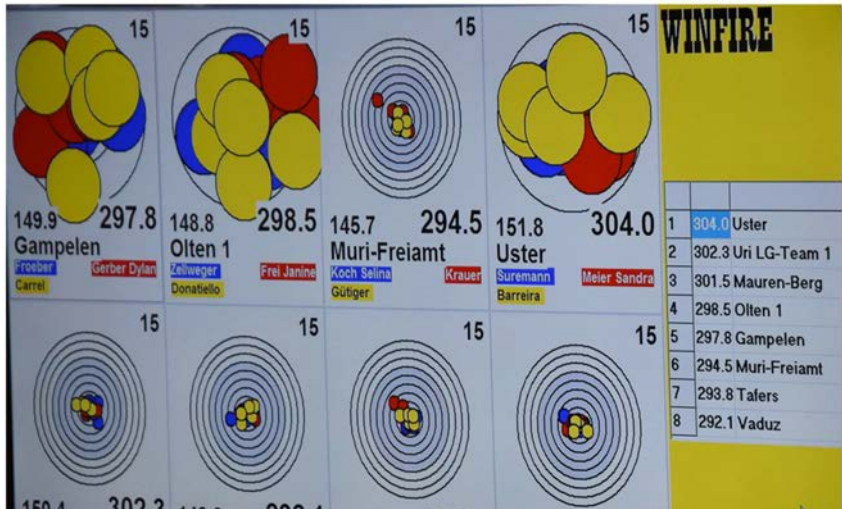 15
149.9 297.8
Gampelen
Froeber Gerber Dylan
Carrel
15
148.8 298.5
Olten 1
Zellweger Frei Janine
Donatiello
15
145.7 294.5
Muri-Freiamt
Koch Selina Krauer
Gütiger
15
151.8 304.0
Uster
Suremann Meier Sandra
Barreira
WINFIRE
1 304.0 Uster
2 302.3 Uri LG-Team 1
3 301.5 Mauren-Berg
4 298.5 Olten 1
5 297.8 Gampelen
6 294.5 Muri-Freiamt
7 293.8 Tafers
8 292.1 Vaduz
15
150.4 302.3
15
15
15